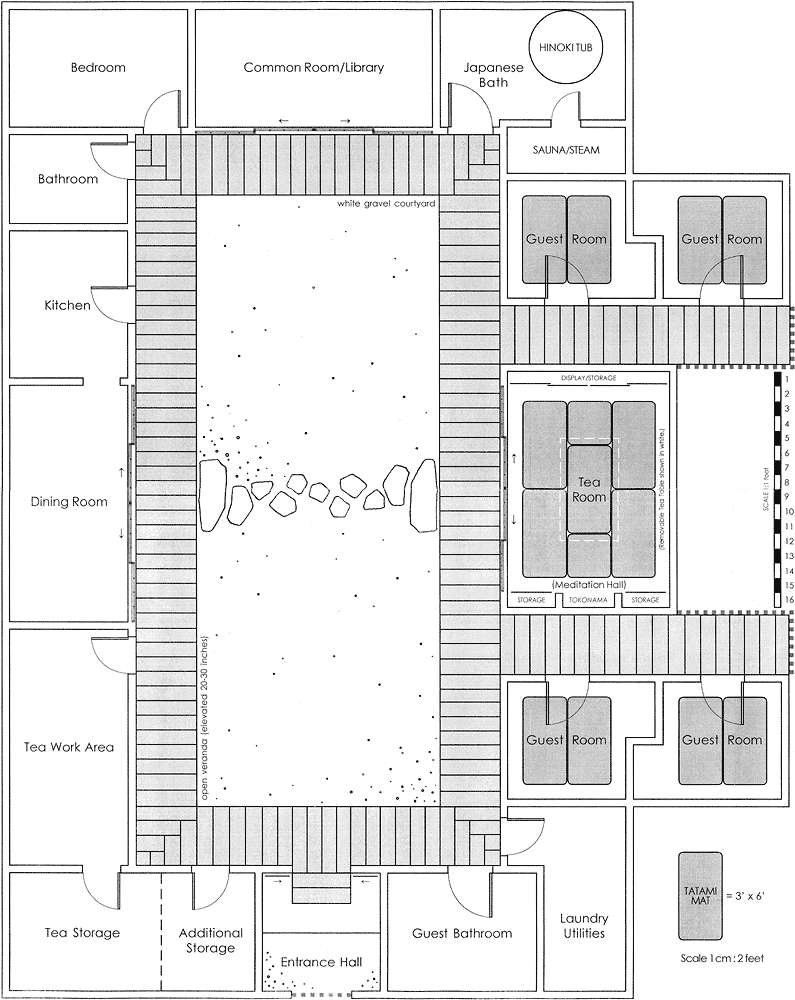 HINOKI TUB
Bedroom
Common Room/Library
Japanese
Bath
SAUNA/STEAM
Bathroom
white gravel courtyard
Guest Room
Guest Room
Kitchen
DISPLAY/STORAGE
1
2
3
4
5
6
7
8
9
10
11
12
13
14
15
16
SCALE 1:1 foot
(Removable Tea Table shown in white.)
Tea
Room
Dining Room
(Meditation Hall)
STORAGE
TOKONAMA
STORAGE
open veranda (elevated 20-30 inches)
Tea Work Area
Guest Room
Guest Room
TATAMI
MAT
= 3' x 6'
Tea Storage
Additional
Storage
Entrance Hall
Guest Bathroom
Laundry
Utilities
Scale 1cm : 2 feet